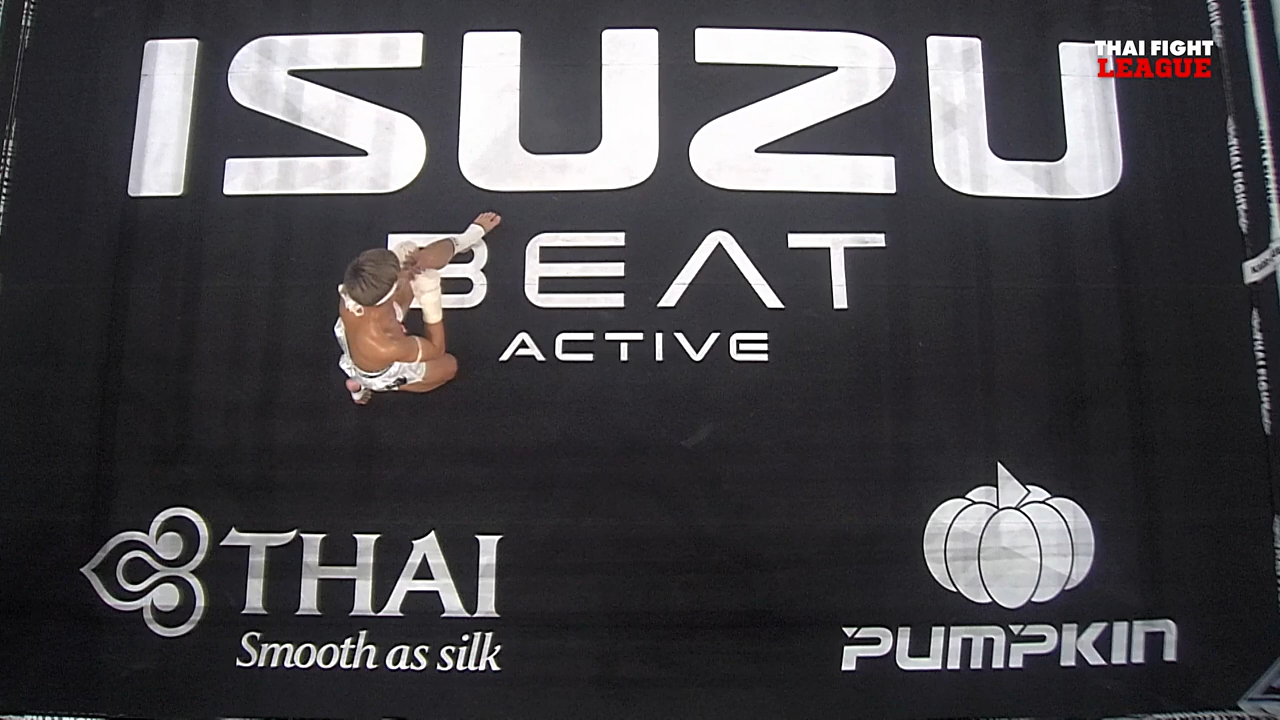 ISUZU
THAI FIGHT
LEAGUE
BEAT
ACTIVE
THAI
Smooth as silk
PUMPKIN